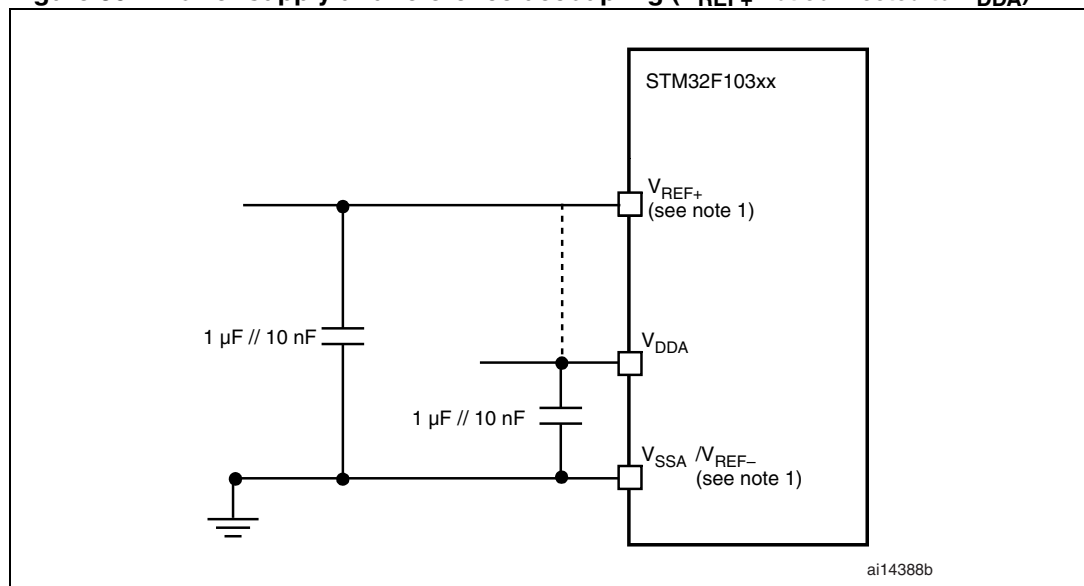 STM32F103xx
VREF+
(see note 1)
1 µF // 10 nF
VDDA
1 µF // 10 nF
VSSA /VREF–
(see note 1)
ai14388b